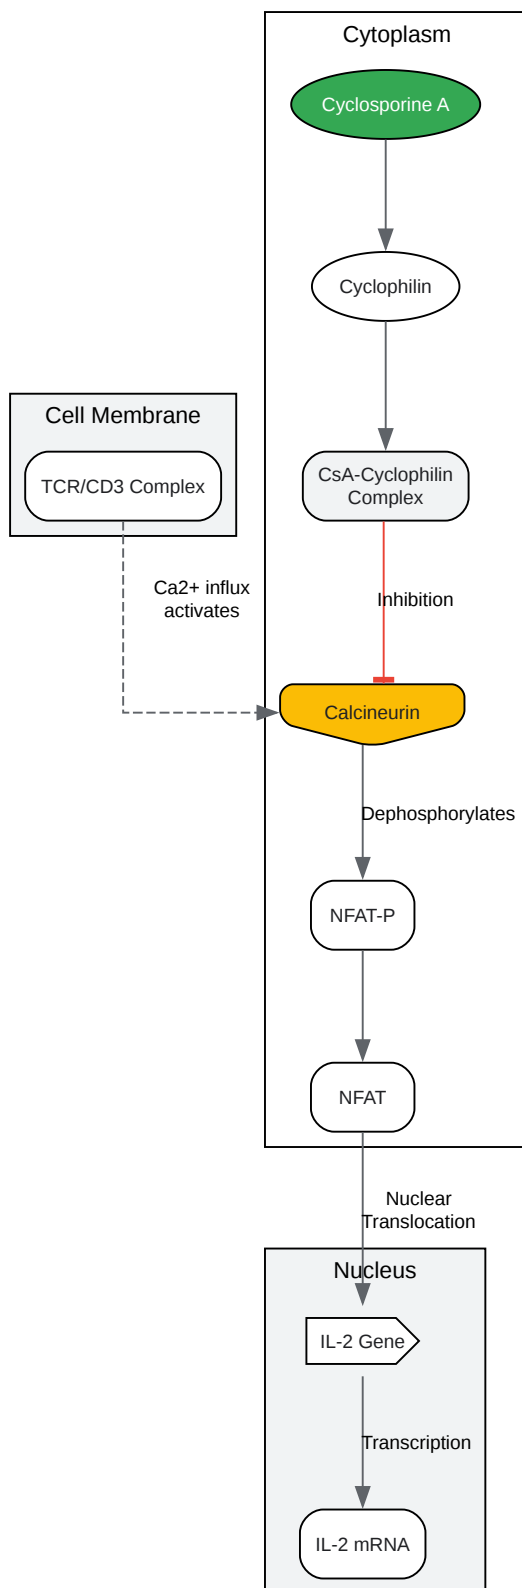 Cytoplasm
Cyclosporine A
Cyclophilin
Cell Membrane
TCR/CD3 Complex
CsA-Cyclophilin
Complex
Ca2+ influx
activates
Inhibition
Calcineurin
Dephosphorylates
NFAT-P
NFAT
Nuclear
Translocation
Nucleus
IL-2 Gene
Transcription
IL-2 mRNA